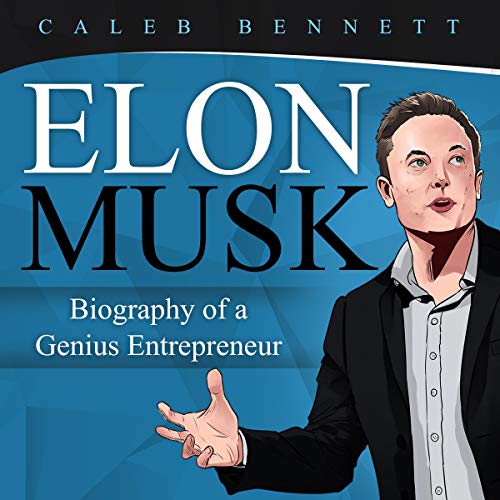 CALEB BENNETT
ELON
MUSK
Biography of a
Genius Entrepreneur